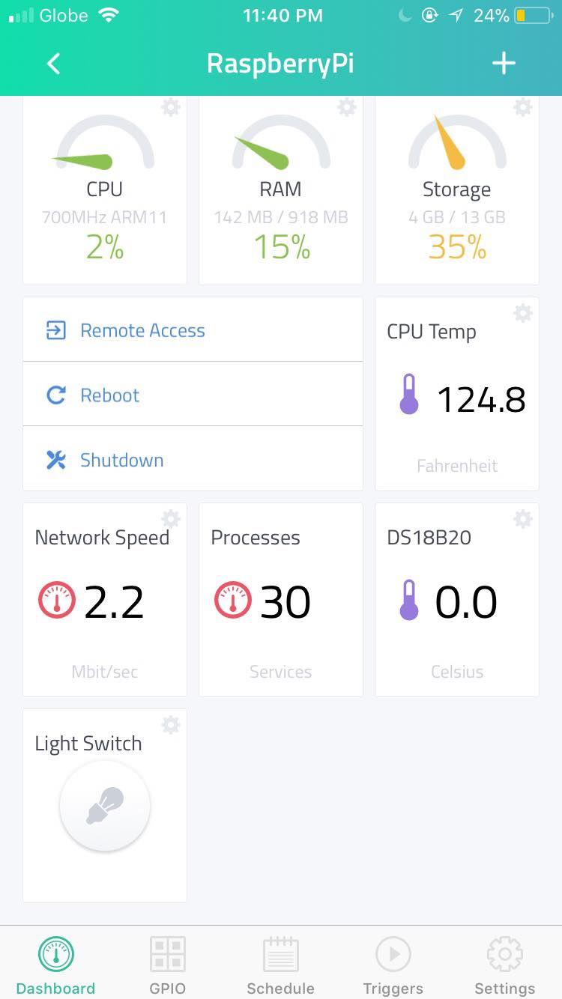 Globe 11:40 PM 24%
RaspberryPi
CPU RAM Storage
700MHz ARM11 142 MB / 918 MB 4 GB / 13 GB
2% 15% 35%
Remote Access
Reboot
Shutdown
CPU Temp
124.8
Fahrenheit
Network Speed Processes DS18B20
2.2 30 0.0
Mbit/sec Services Celsius
Light Switch
Dashboard GPIO Schedule Triggers Settings